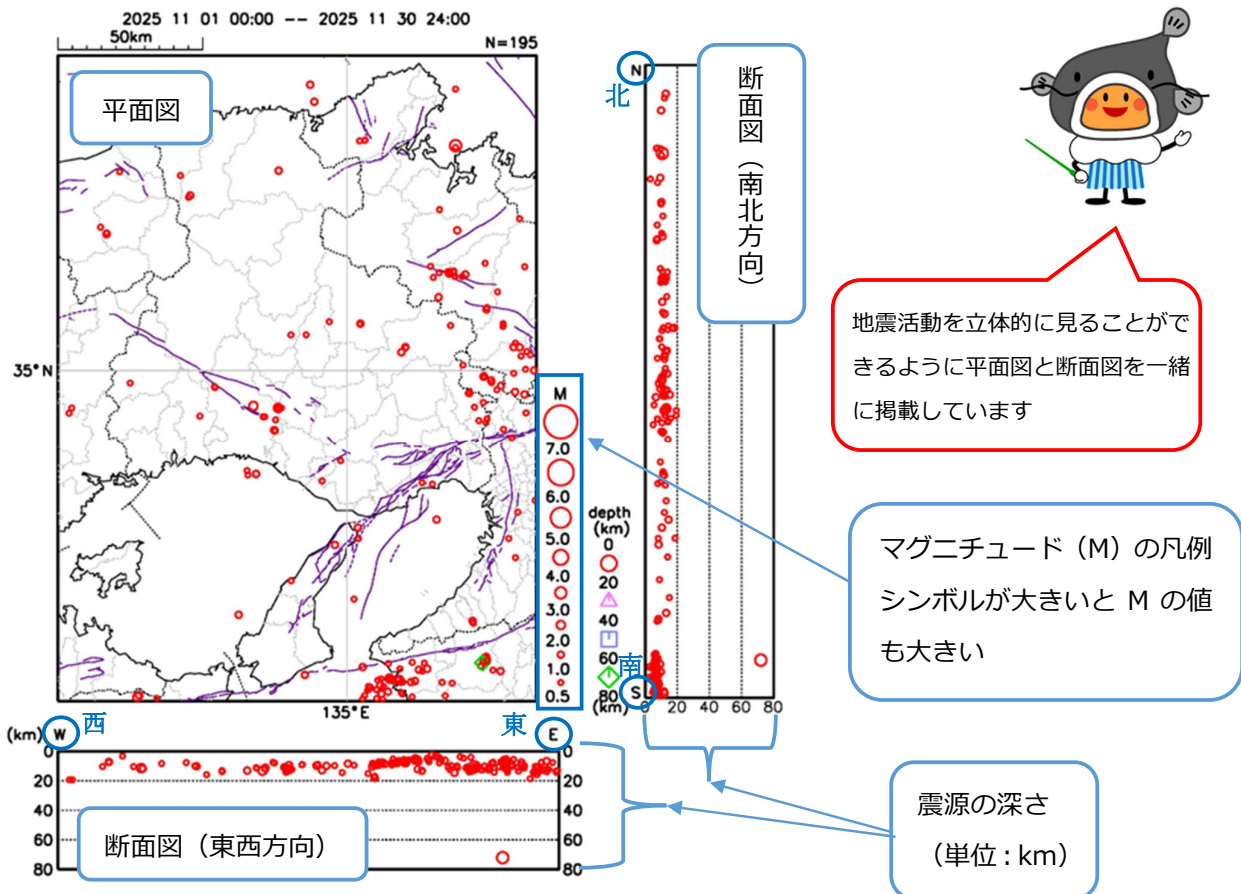 2025 11 01 00:00 -- 2025 11 30 24:00
50km
N=195
平面図
35°N
135°E
M
7.0
6.0
5.0
4.0
3.0
2.0
1.0
0.5
depth
(km)
0
20
40
60
80
(km)
N
北
断面図（南北方向）
南
S
0 20 40 60 80
地震活動を立体的に見ることがで
きるように平面図と断面図を一緒
に掲載しています
マグニチュード（M）の凡例
シンボルが大きいと M の値
も大きい
(km)
W
西
東
E
0
20
40
60
80
0
20
40
60
80
断面図（東西方向）
震源の深さ
（単位：km）